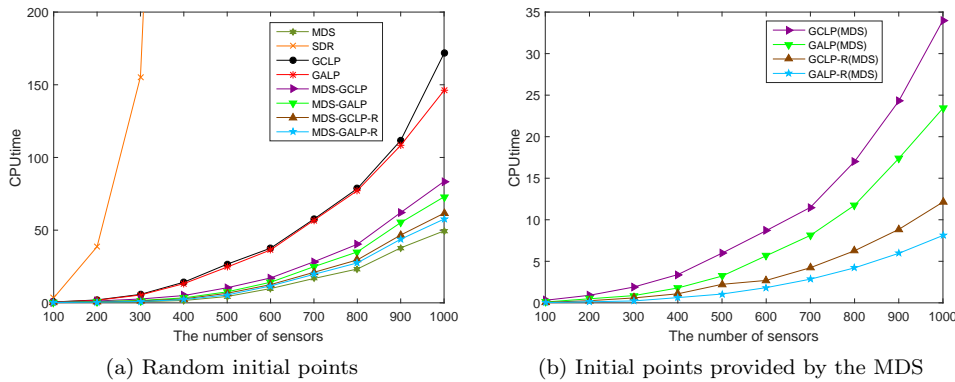 200
150
100
50
0
CPUtime
100 200 300 400 500 600 700 800 900 1000
The number of sensors
MDS
SDR
GCLP
GALP
MDS-GCLP
MDS-GALP
MDS-GCLP-R
MDS-GALP-R
(a) Random initial points
35
30
25
20
15
10
5
0
CPUtime
100 200 300 400 500 600 700 800 900 1000
The number of sensors
GCLP(MDS)
GALP(MDS)
GCLP-R(MDS)
GALP-R(MDS)
(b) Initial points provided by the MDS